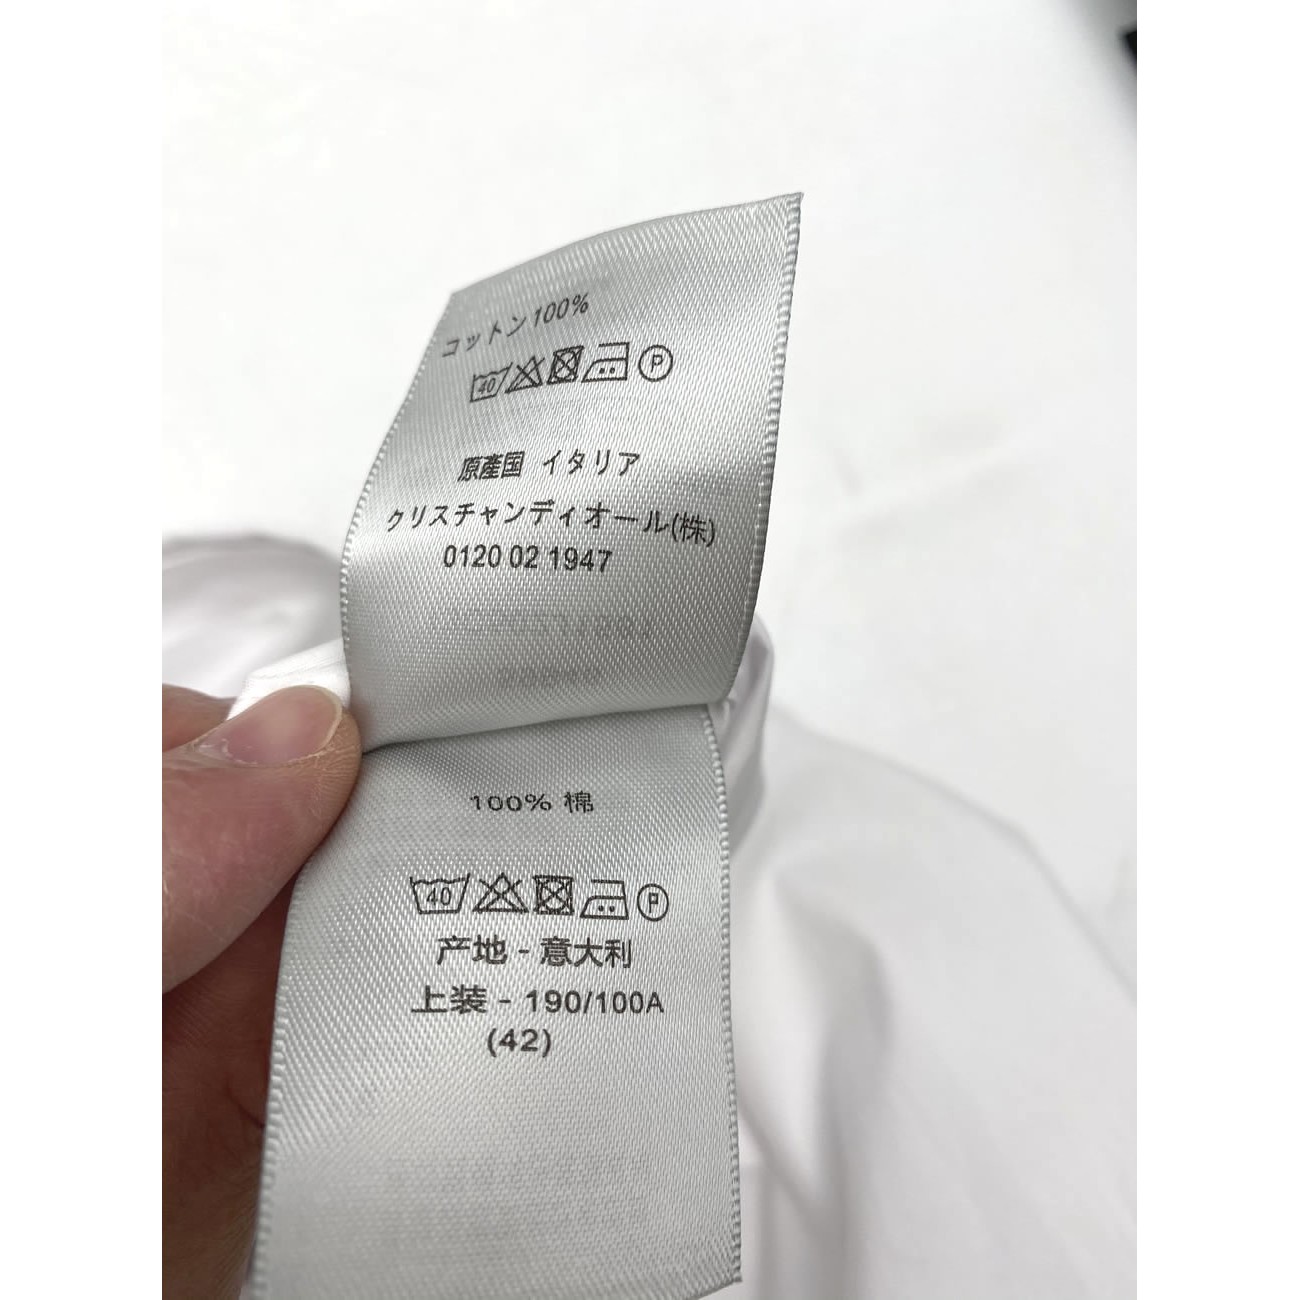 コットン100%
40 P
原産国 イタリア
クリスチャンディオール(株)
0120 02 1947
100% 棉
40 P
产地 - 意大利
上装 - 190/100A
(42)